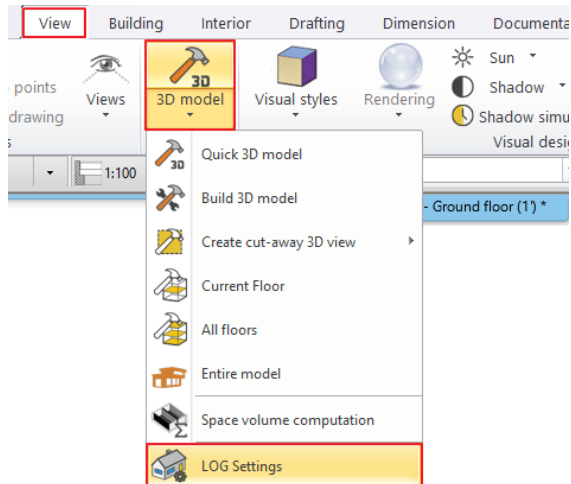 View Building Interior Drafting Dimension Documenta
points
drawing
s
Views
3D
3D model
Visual styles
Rendering
Sun
Shadow
Shadow simu
Visual desi
1:100
- Ground floor (1') *
3D
Quick 3D model
Build 3D model
Create cut-away 3D view
Current Floor
All floors
Entire model
Σ
Space volume computation
LOG Settings